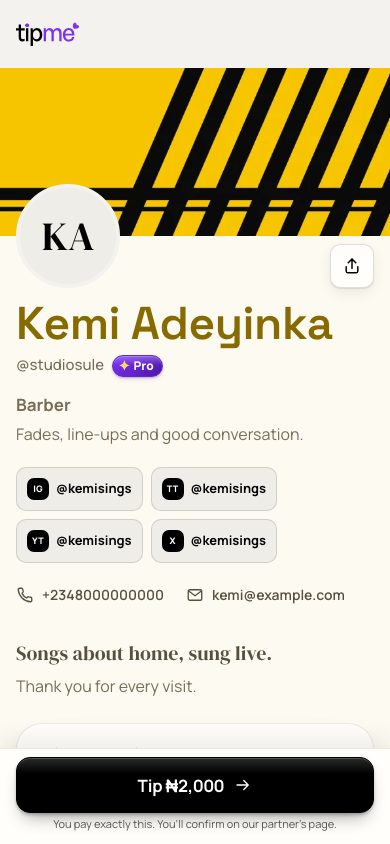 tipme
KA
Kemi Adeyinka
@studiosule ✦ Pro
Barber
Fades, line-ups and good conversation.
IG @kemisings TT @kemisings
YT @kemisings X @kemisings
+2348000000000 kemi@example.com
Songs about home, sung live.
Thank you for every visit.
Tip ₦2,000 →
You pay exactly this. You'll confirm on our partner's page.